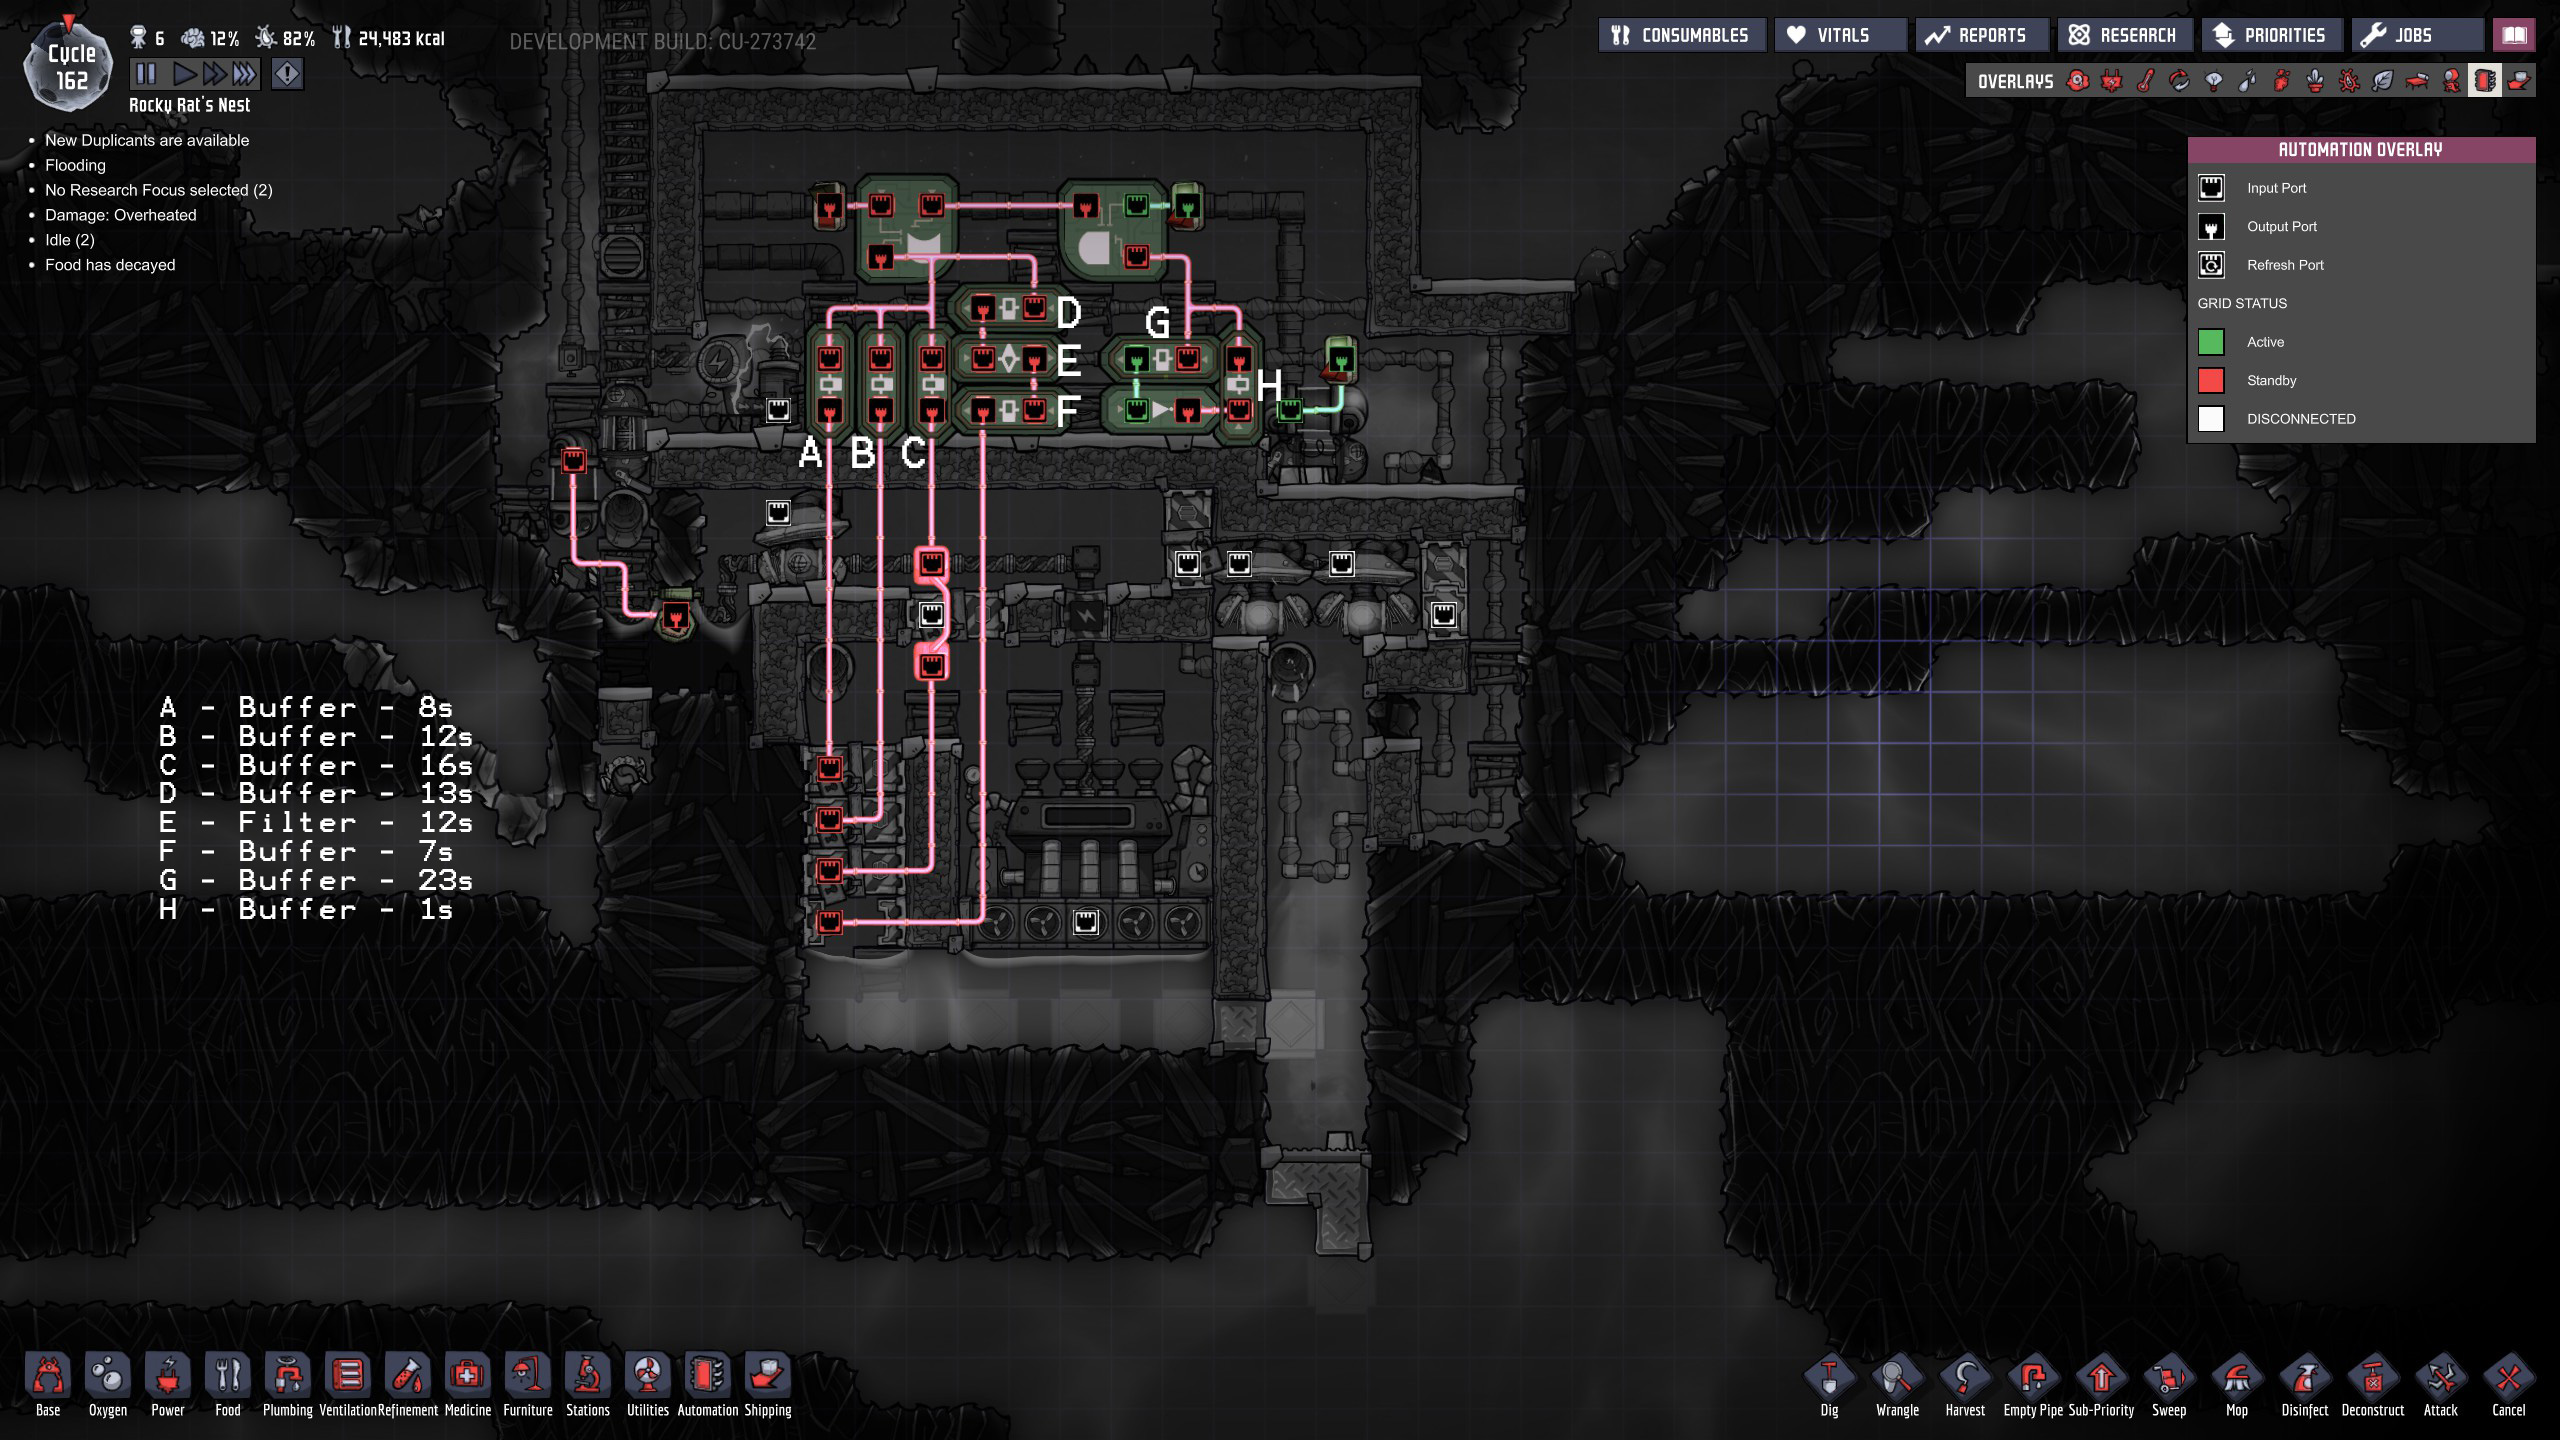 Cycle
162
6 12% 82% 24,483 kcal
Rocky Rat's Nest
DEVELOPMENT BUILD: CU-273742
• New Duplicants are available
• Flooding
• No Research Focus selected (2)
• Damage: Overheated
• Idle (2)
• Food has decayed
CONSUMABLES VITALS REPORTS RESEARCH PRIORITIES JOBS
OVERLAYS
AUTOMATION OVERLAY
Input Port
Output Port
Refresh Port
GRID STATUS
Active
Standby
DISCONNECTED
D
G
E
H
F
A B C
A - Buffer - 8s
B - Buffer - 12s
C - Buffer - 16s
D - Buffer - 13s
E - Filter - 12s
F - Buffer - 7s
G - Buffer - 23s
H - Buffer - 1s
Base Oxygen Power Food Plumbing Ventilation Refinement Medicine Furniture Stations Utilities Automation Shipping
Dig Wrangle Harvest Empty Pipe Sub-Priority Sweep Mop Disinfect Deconstruct Attack Cancel